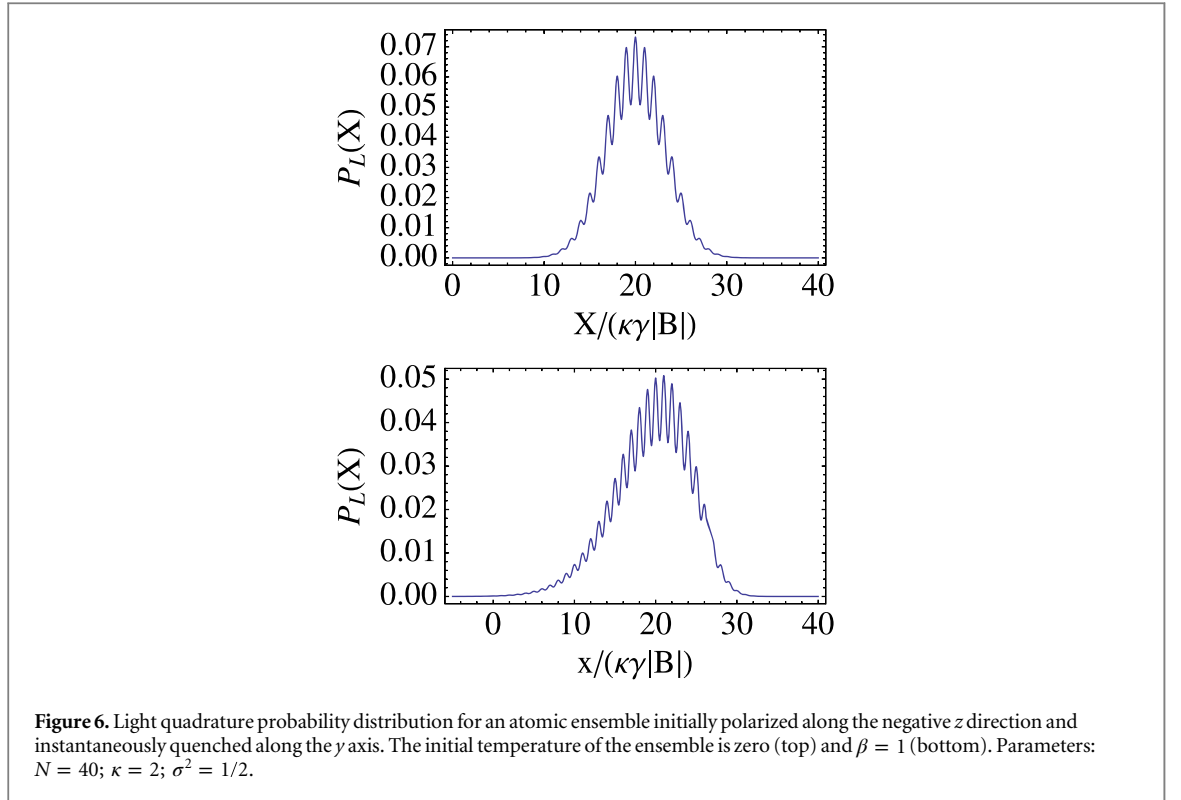 0.07
0.06
0.05
0.04
0.03
0.02
0.01
0.00
P_L(X)
0 10 20 30 40
X/(κγ|B|)
0.05
0.04
0.03
0.02
0.01
0.00
P_L(X)
0 10 20 30 40
x/(κγ|B|)
Figure 6. Light quadrature probability distribution for an atomic ensemble initially polarized along the negative z direction and
instantaneously quenched along the y axis. The initial temperature of the ensemble is zero (top) and β = 1 (bottom). Parameters:
N = 40; κ = 2; σ² = 1/2.